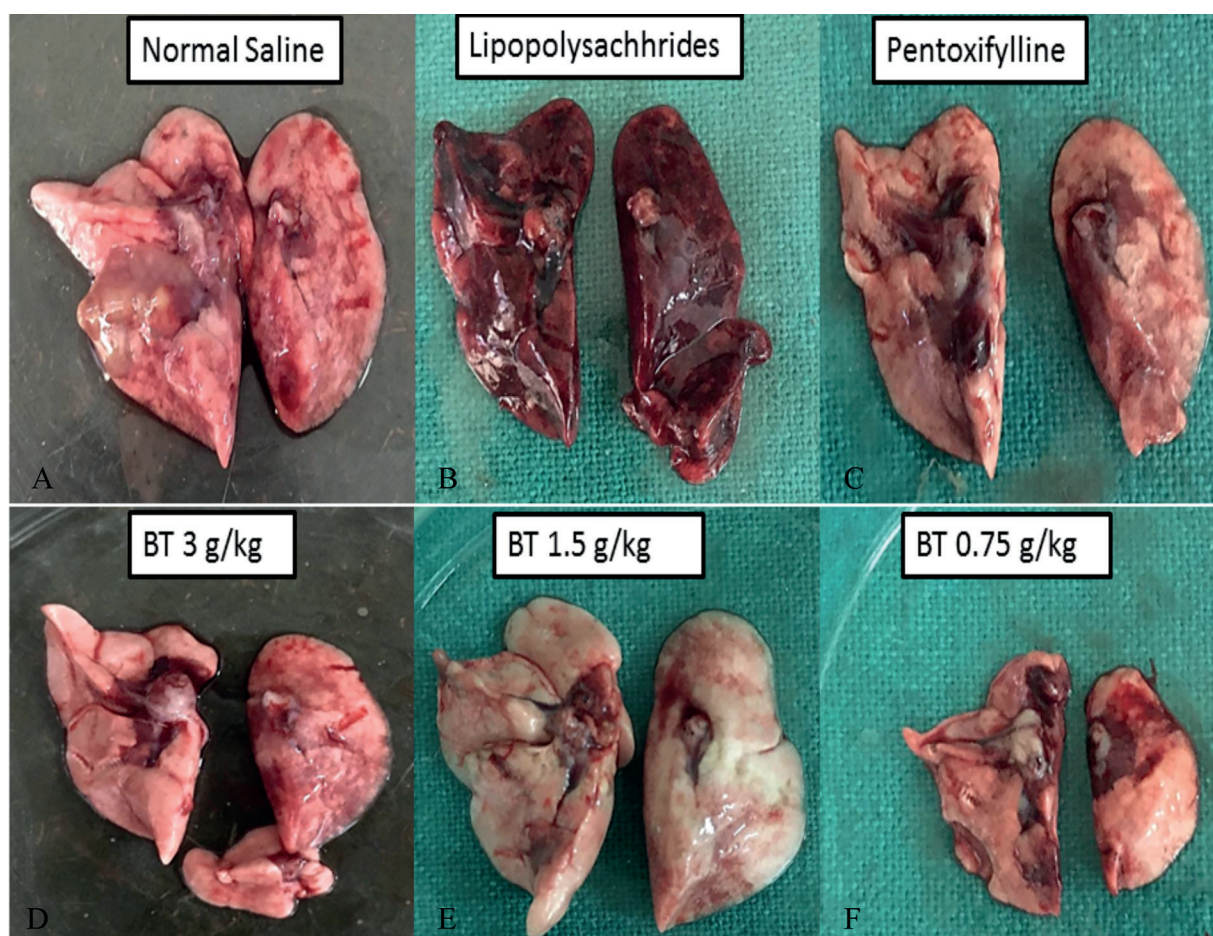 Normal Saline
Lipopolysachhrides
Pentoxifylline
A
B
C
BT 3 g/kg
BT 1.5 g/kg
BT 0.75 g/kg
D
E
F